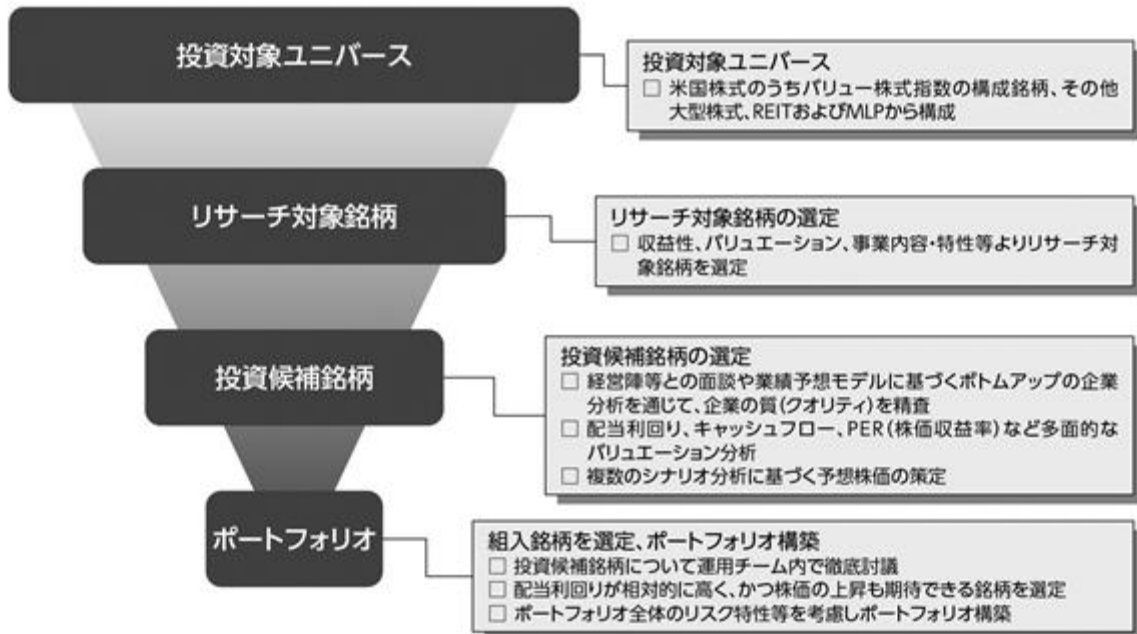 投資対象ユニバース
投資対象ユニバース
□ 米国株式のうちバリュー株式指数の構成銘柄、その他
大型株式、REITおよびMLPから構成
リサーチ対象銘柄
リサーチ対象銘柄の選定
□ 収益性、バリュエーション、事業内容・特性等よりリサーチ対
象銘柄を選定
投資候補銘柄
投資候補銘柄の選定
□ 経営陣等との面談や業績予想モデルに基づくボトムアップの企業
分析を通じて、企業の質(クオリティ)を精査
□ 配当利回り、キャッシュフロー、PER(株価収益率)など多面的な
バリュエーション分析
□ 複数のシナリオ分析に基づく予想株価の策定
ポートフォリオ
組入銘柄を選定、ポートフォリオ構築
□ 投資候補銘柄について運用チーム内で徹底討議
□ 配当利回りが相対的に高く、かつ株価の上昇も期待できる銘柄を選定
□ ポートフォリオ全体のリスク特性等を考慮しポートフォリオ構築